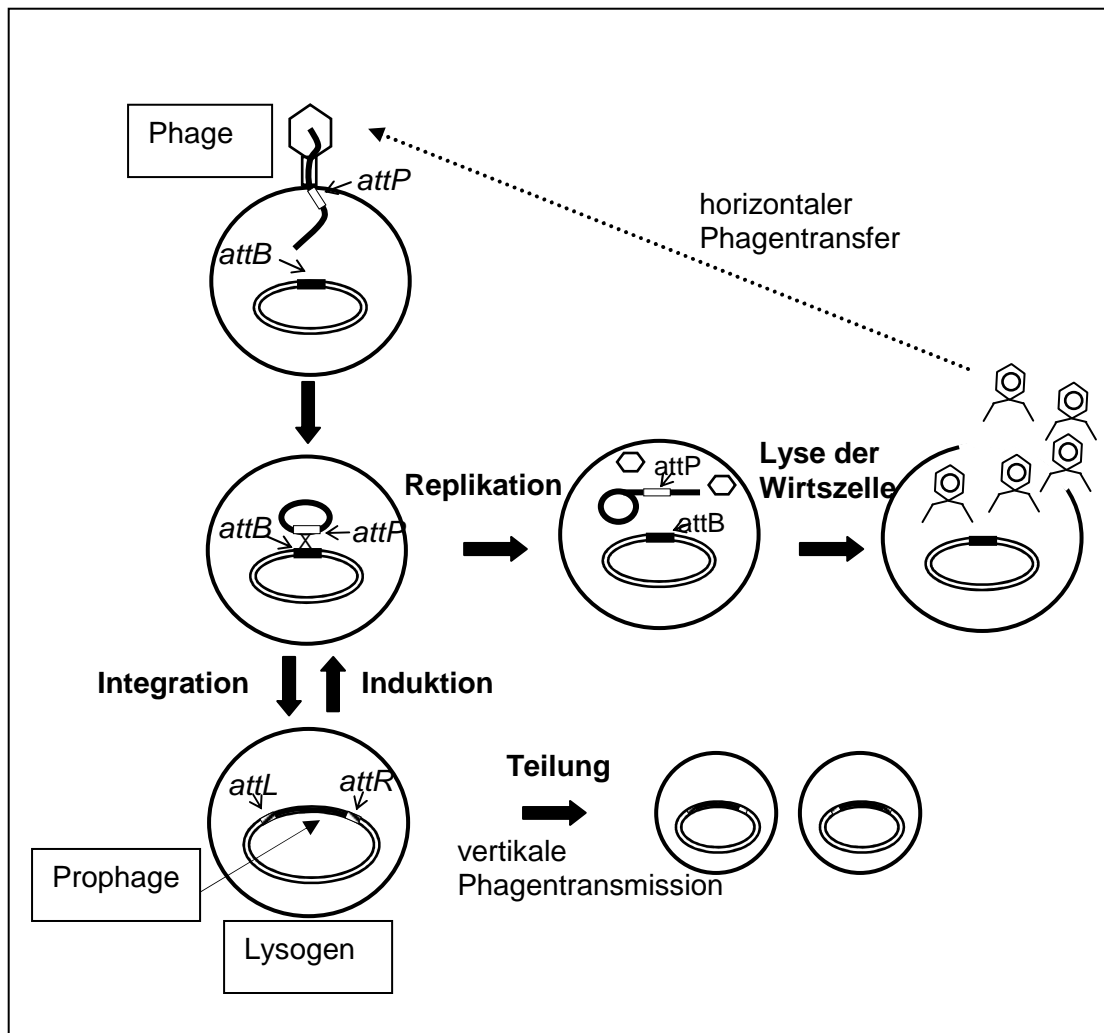 Phage
attP
attB
horizontaler
Phagentransfer
attB
attP
Replikation
attP
attB
Lyse der
Wirtszelle
Integration
Induktion
attL
attR
Prophage
Lysogen
Teilung
vertikale
Phagentransmission